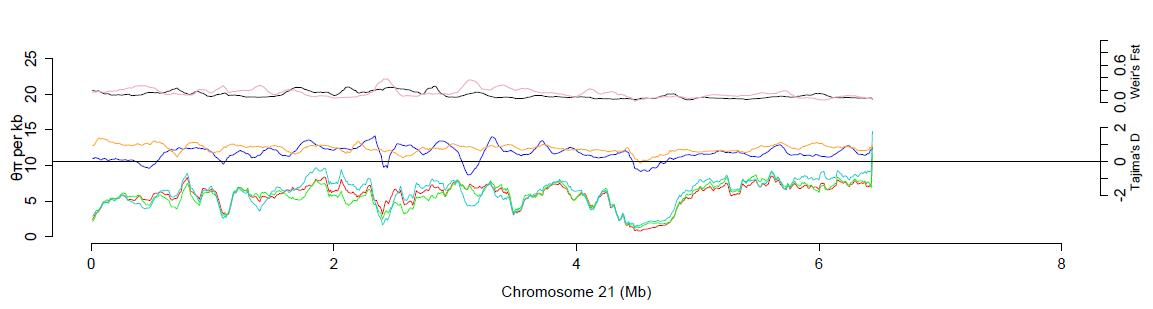 25
20
15
10
5
0
θπ per kb
0.6
0.0
Weir's Fst
2
0
-2
Tajima's D
0 2 4 6 8
Chromosome 21 (Mb)